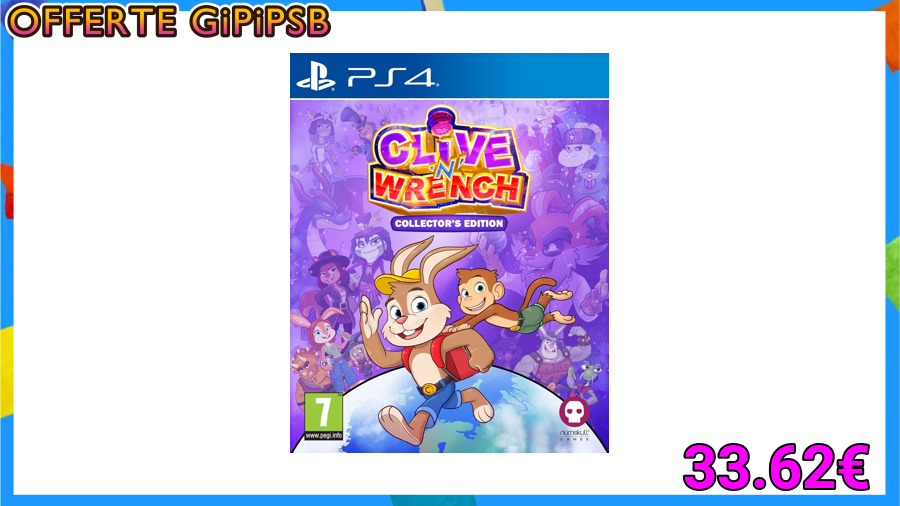 OFFERTE GiPiPSB
PS4
CLIVE
'N'
WRENCH
COLLECTOR'S EDITION
7
www.pegi.info
numskull
GAMES
33.62€